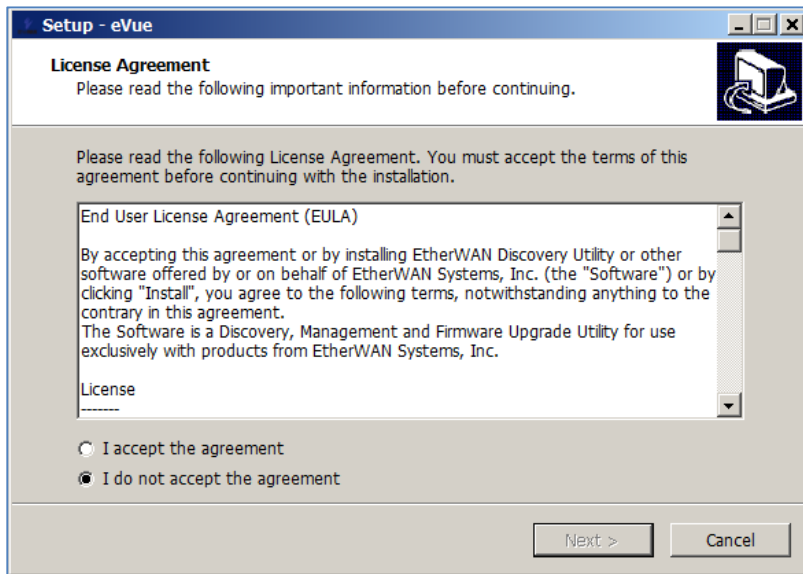 Setup - eVue
License Agreement
Please read the following important information before continuing.
Please read the following License Agreement. You must accept the terms of this
agreement before continuing with the installation.
End User License Agreement (EULA)
By accepting this agreement or by installing EtherWAN Discovery Utility or other
software offered by or on behalf of EtherWAN Systems, Inc. (the "Software") or by
clicking "Install", you agree to the following terms, notwithstanding anything to the
contrary in this agreement.
The Software is a Discovery, Management and Firmware Upgrade Utility for use
exclusively with products from EtherWAN Systems, Inc.
License
-------
I accept the agreement
I do not accept the agreement
Next >
Cancel